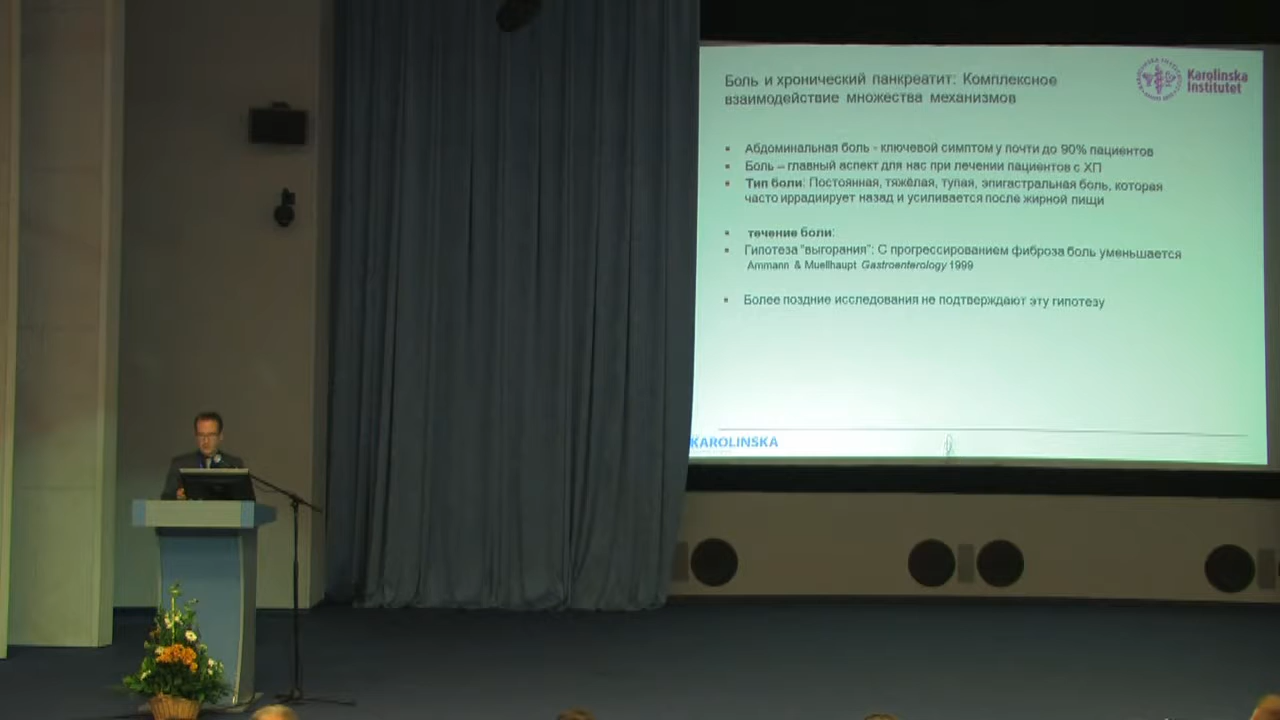 Боль и хронический панкреатит: Комплексное
взаимодействие множества механизмов
Karolinska
Institutet
Абдоминальная боль - ключевой симптом у почти до 90% пациентов
Боль – главный аспект для нас при лечении пациентов с ХП
Тип боли: Постоянная, тяжёлая, тупая, эпигастральная боль, которая
часто иррадиирует назад и усиливается после жирной пищи
течение боли:
Гипотеза "выгорания": С прогрессированием фиброза боль уменьшается
Ammann & Muellhaupt Gastroenterology 1999
Более поздние исследования не подтверждают эту гипотезу
KAROLINSKA